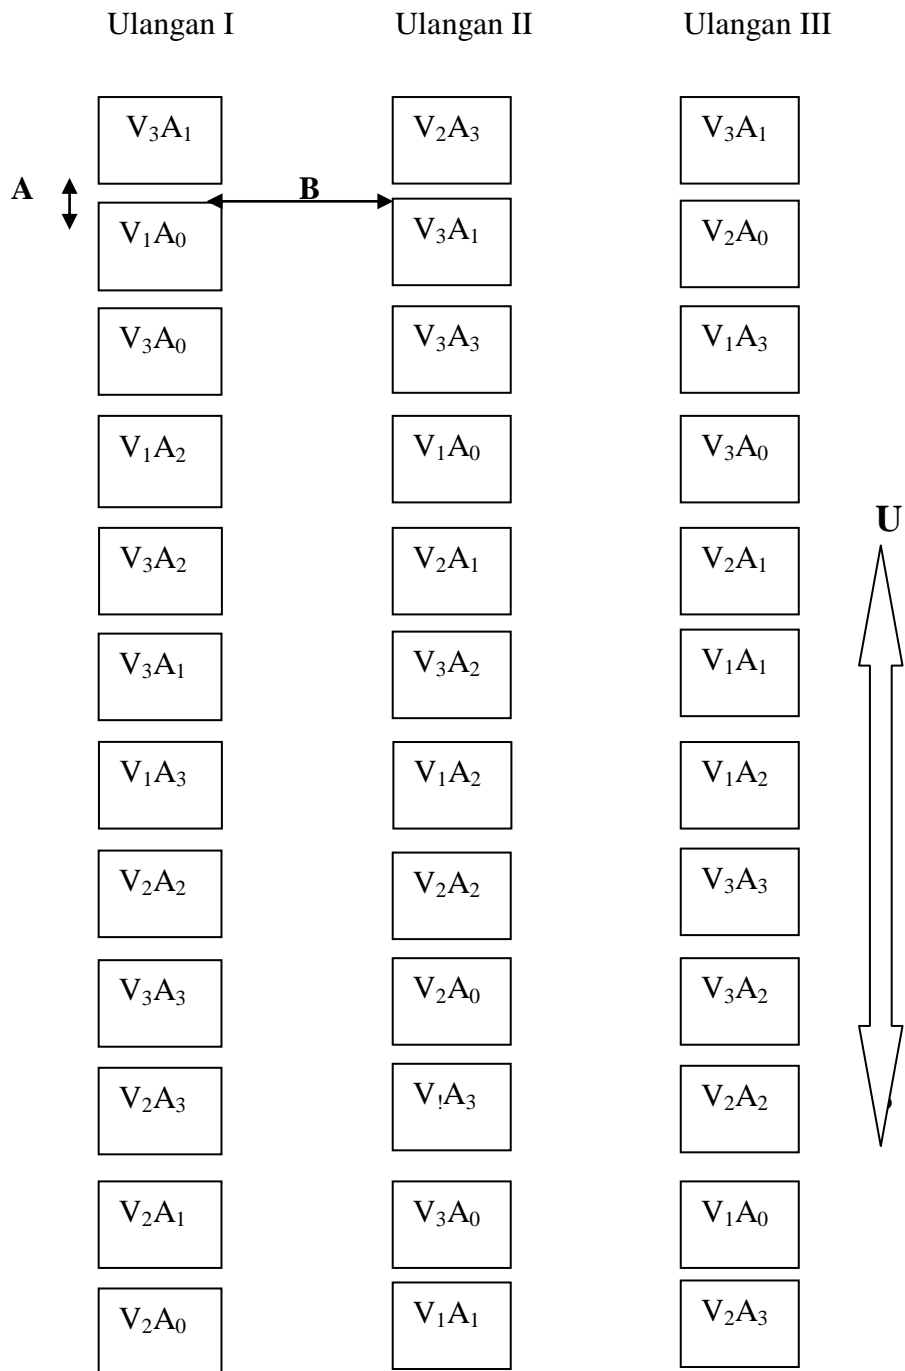 Ulangan I Ulangan II Ulangan III
V₃A₁ V₂A₃ V₃A₁
A B
V₁A₀ V₃A₁ V₂A₀
V₃A₀ V₃A₃ V₁A₃
V₁A₂ V₁A₀ V₃A₀
U
V₃A₂ V₂A₁ V₂A₁
V₃A₁ V₃A₂ V₁A₁
V₁A₃ V₁A₂ V₁A₂
V₂A₂ V₂A₂ V₃A₃
V₃A₃ V₂A₀ V₃A₂
V₂A₃ V!A₃ V₂A₂
V₂A₁ V₃A₀ V₁A₀
V₂A₀ V₁A₁ V₂A₃